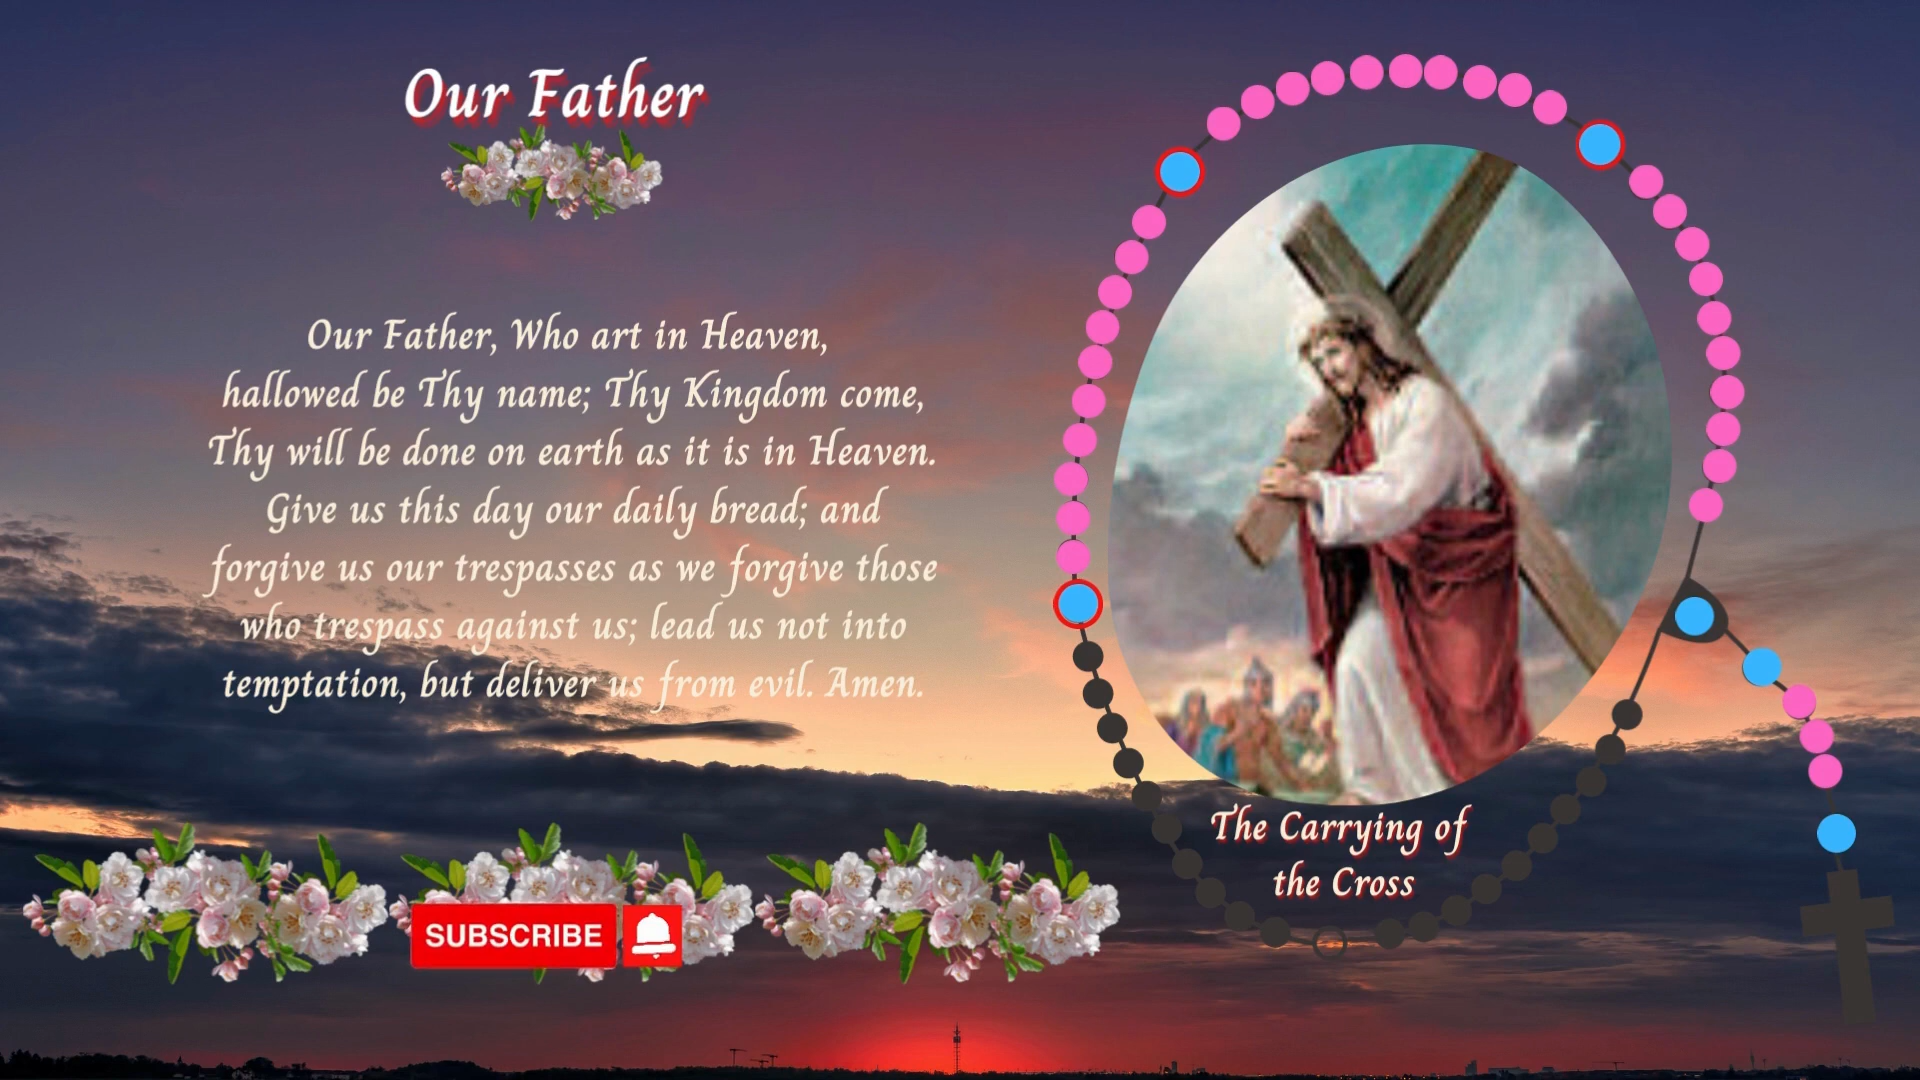 Our Father
Our Father, Who art in Heaven,
hallowed be Thy name; Thy Kingdom come,
Thy will be done on earth as it is in Heaven.
Give us this day our daily bread; and
forgive us our trespasses as we forgive those
who trespass against us; lead us not into
temptation, but deliver us from evil. Amen.
The Carrying of
the Cross
SUBSCRIBE